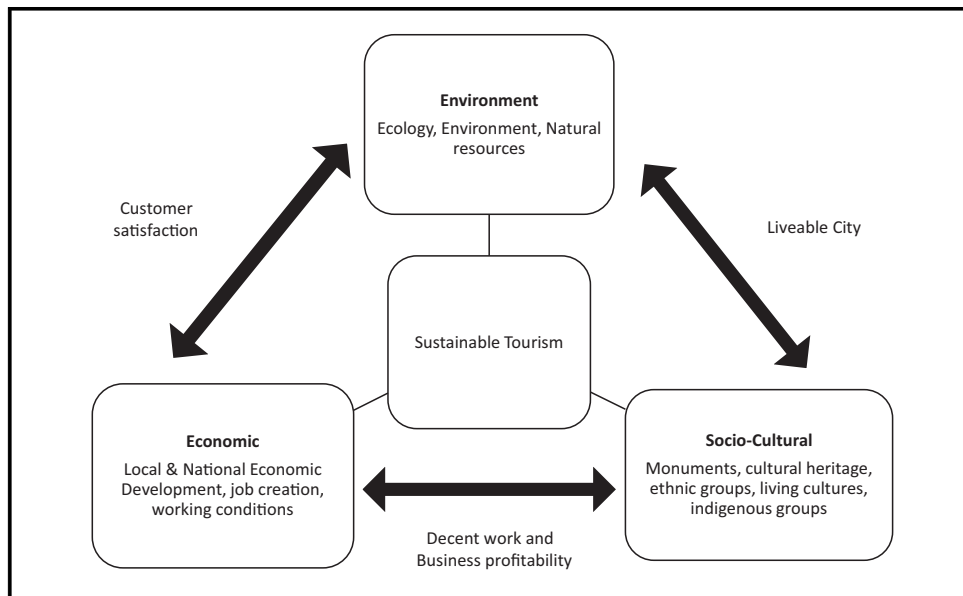 Environment
Ecology, Environment, Natural
resources
Customer
satisfaction
Liveable City
Sustainable Tourism
Economic
Local & National Economic
Development, job creation,
working conditions
Socio-Cultural
Monuments, cultural heritage,
ethnic groups, living cultures,
indigenous groups
Decent work and
Business profitability